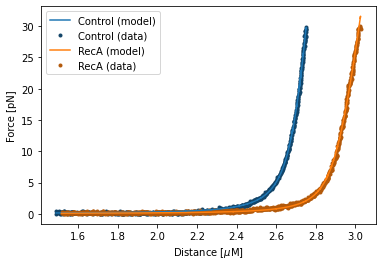 Control (model)
Control (data)
RecA (model)
RecA (data)
Force [pN]
30
25
20
15
10
5
0
1.6 1.8 2.0 2.2 2.4 2.6 2.8 3.0
Distance [μM]